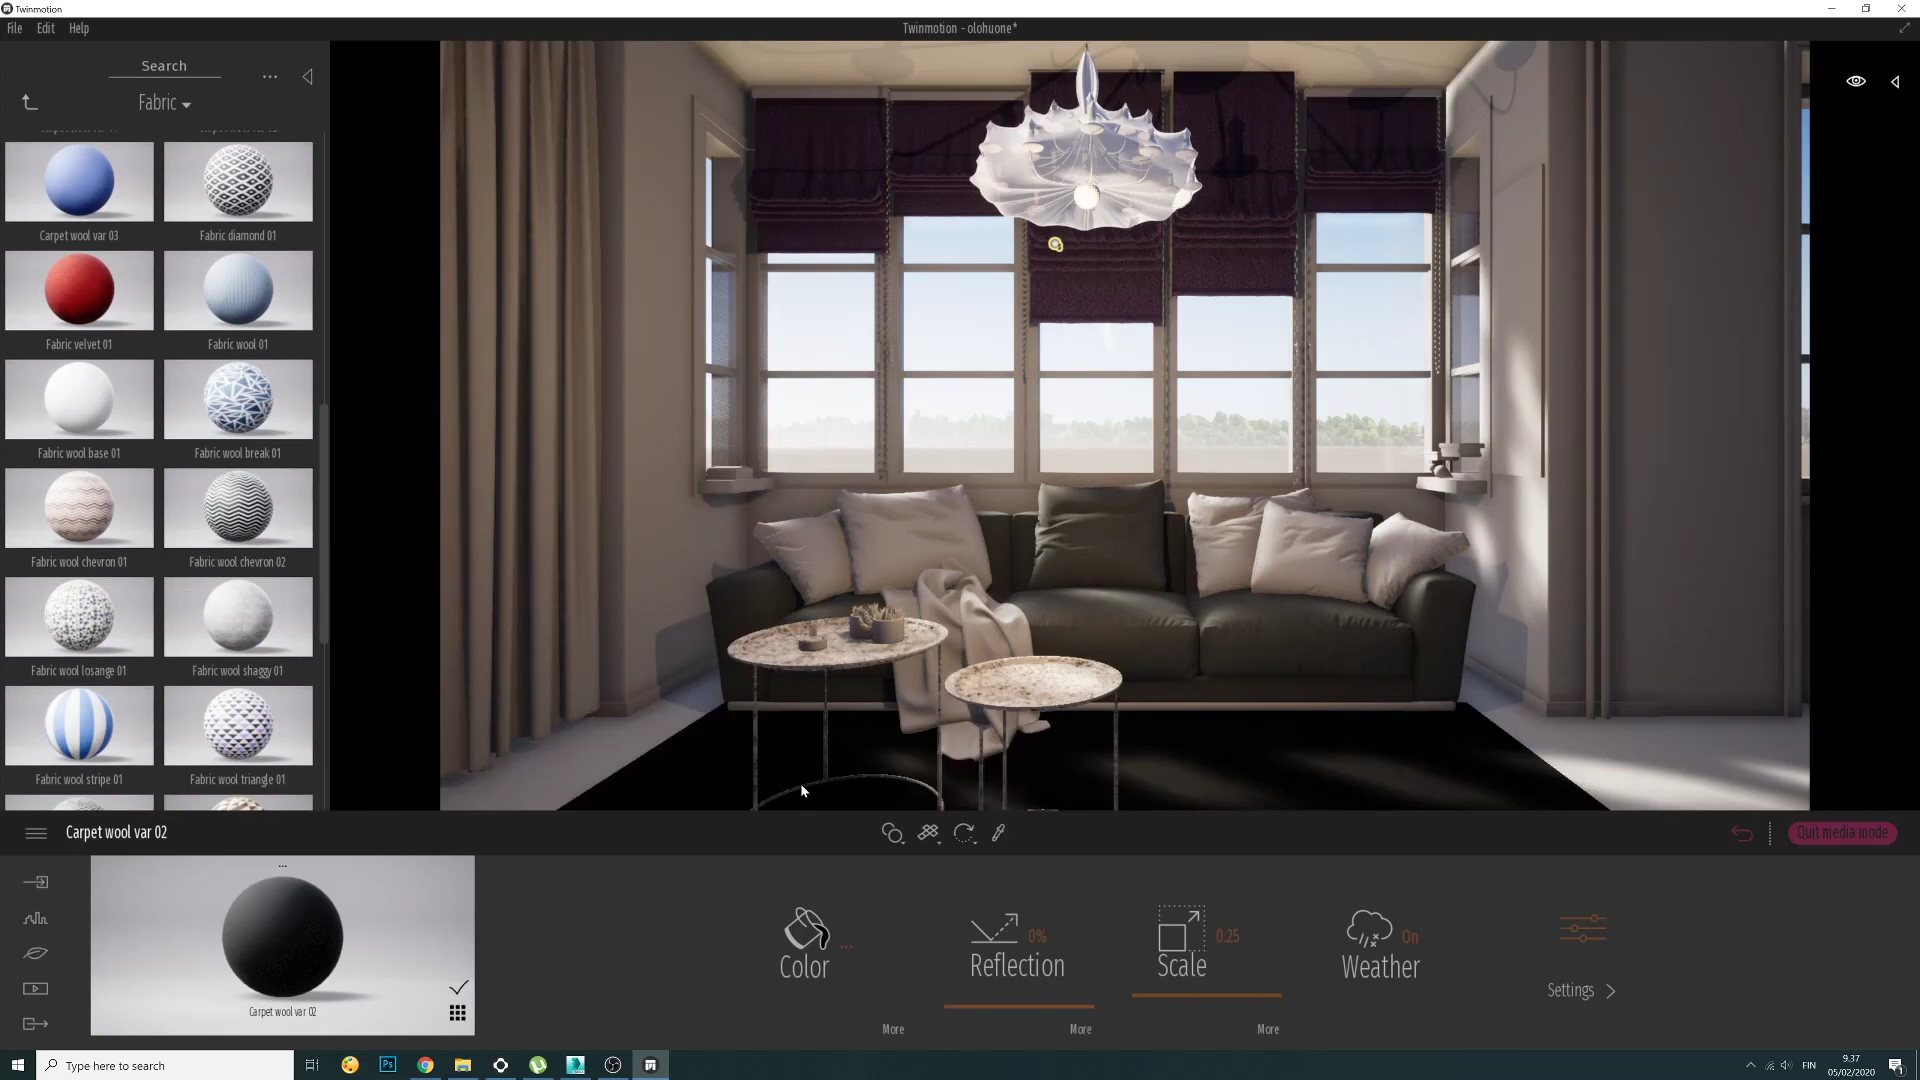 Twinmotion
File Edit Help
Twinmotion - olohuone*
Search
...
Fabric
Carpet wool var 03
Fabric diamond 01
Fabric velvet 01
Fabric wool 01
Fabric wool base 01
Fabric wool break 01
Fabric wool chevron 01
Fabric wool chevron 02
Fabric wool losange 01
Fabric wool shaggy 01
Fabric wool stripe 01
Fabric wool triangle 01
Carpet wool var 02
Quit media mode
...
Carpet wool var 02
Color
...
More
Reflection
0%
More
Scale
0.25
More
Weather
On
Settings
Type here to search
Ps
FIN
9.37
05/02/2020
1